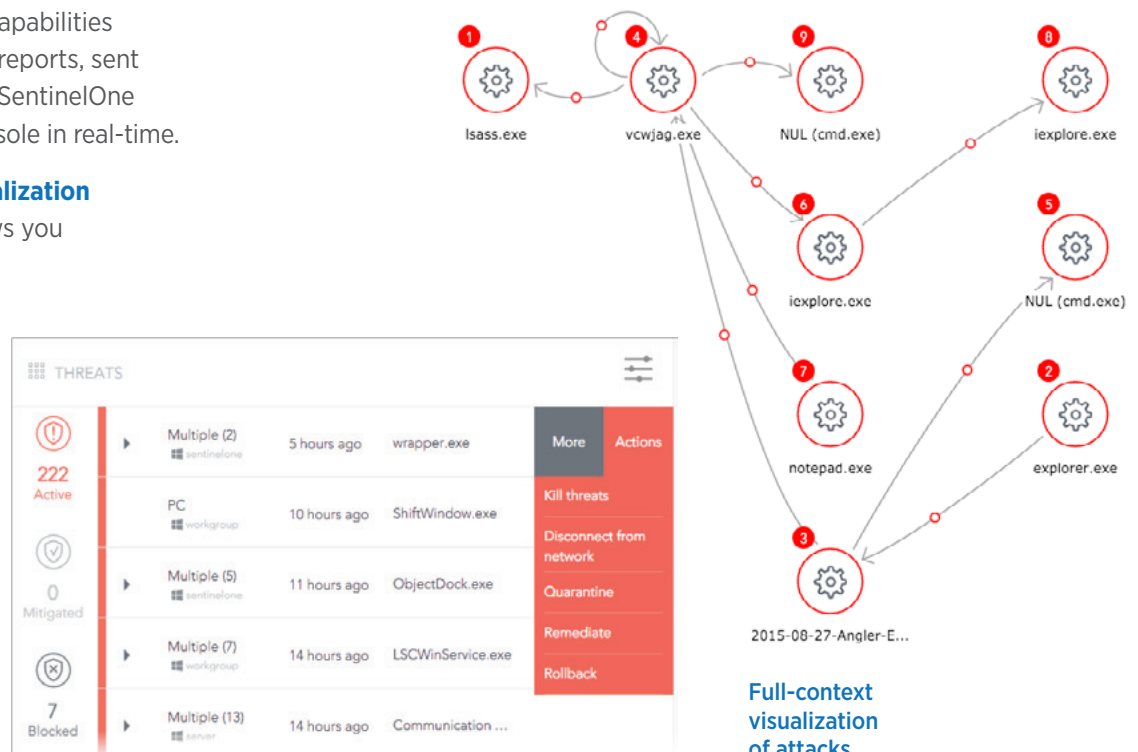 apabilities
reports, sent
SentinelOne
sole in real-time.
alization
vs you
1
lsass.exe
4
vcwjag.exe
9
NUL (cmd.exe)
8
iexplore.exe
6
iexplore.exe
5
NUL (cmd.exe)
7
notepad.exe
2
explorer.exe
3
2015-08-27-Angler-E...
Full-context
visualization
of attacks
THREATS
222
Active
0
Mitigated
7
Blocked
Multiple (2)
sentinelone
5 hours ago
wrapper.exe
PC
workgroup
10 hours ago
ShiftWindow.exe
Multiple (5)
sentinelone
11 hours ago
ObjectDock.exe
Multiple (7)
workgroup
14 hours ago
LSCWinService.exe
Multiple (13)
server
14 hours ago
Communication ...
More
Actions
Kill threats
Disconnect from
network
Quarantine
Remediate
Rollback